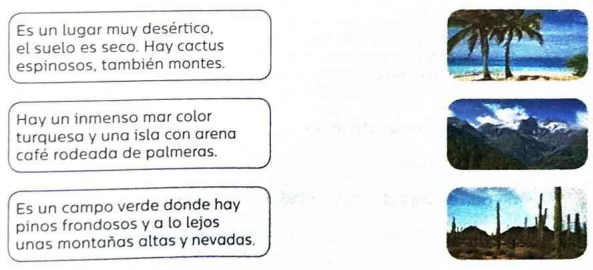 Es un lugar muy desértico,
el suelo es seco. Hay cactus
espinosos, también montes.
Hay un inmenso mar color
turquesa y una isla con arena
café rodeada de palmeras.
Es un campo verde donde hay
pinos frondosos y a lo lejos
unas montañas altas y nevadas.